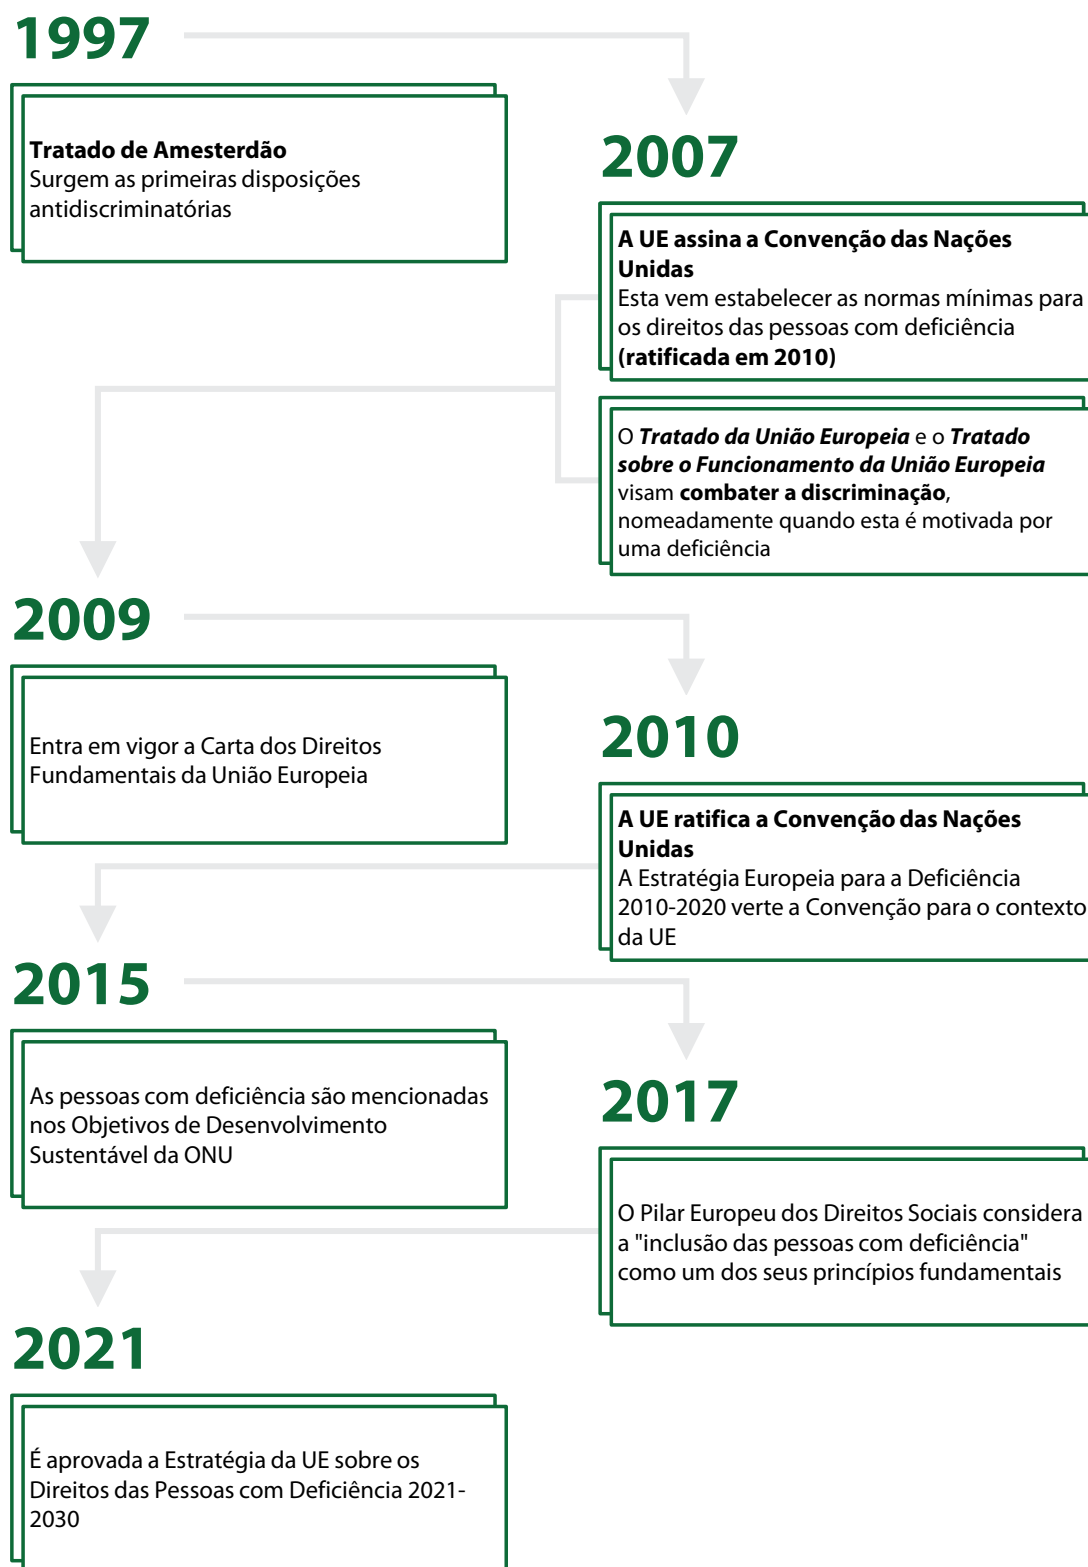 1997
Tratado de Amesterdão
Surgem as primeiras disposições
antidiscriminatórias
2007
A UE assina a Convenção das Nações
Unidas
Esta vem estabelecer as normas mínimas para
os direitos das pessoas com deficiência
(ratificada em 2010)
O Tratado da União Europeia e o Tratado
sobre o Funcionamento da União Europeia
visam combater a discriminação,
nomeadamente quando esta é motivada por
uma deficiência
2009
Entra em vigor a Carta dos Direitos
Fundamentais da União Europeia
2010
A UE ratifica a Convenção das Nações
Unidas
A Estratégia Europeia para a Deficiência
2010-2020 verte a Convenção para o contexto
da UE
2015
As pessoas com deficiência são mencionadas
nos Objetivos de Desenvolvimento
Sustentável da ONU
2017
O Pilar Europeu dos Direitos Sociais considera
a "inclusão das pessoas com deficiência"
como um dos seus princípios fundamentais
2021
É aprovada a Estratégia da UE sobre os
Direitos das Pessoas com Deficiência 2021-
2030